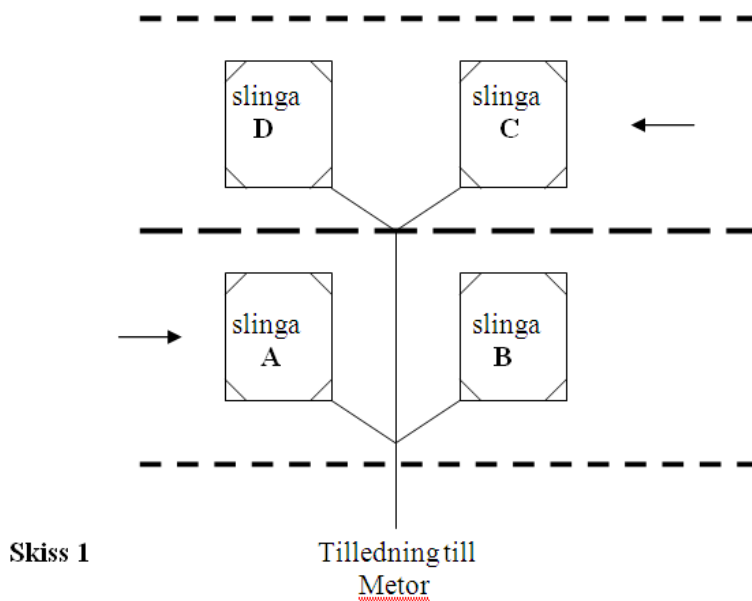 slinga
D
slinga
C
slinga
A
slinga
B
Skiss 1
Tilledning till
Metor